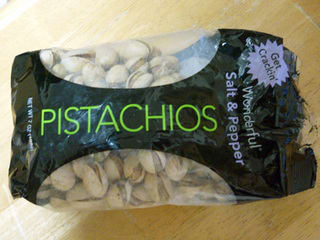 Get
Crackin'
Wonderful
Salt & Pepper
PISTACHIOS
NET WT 7 OZ